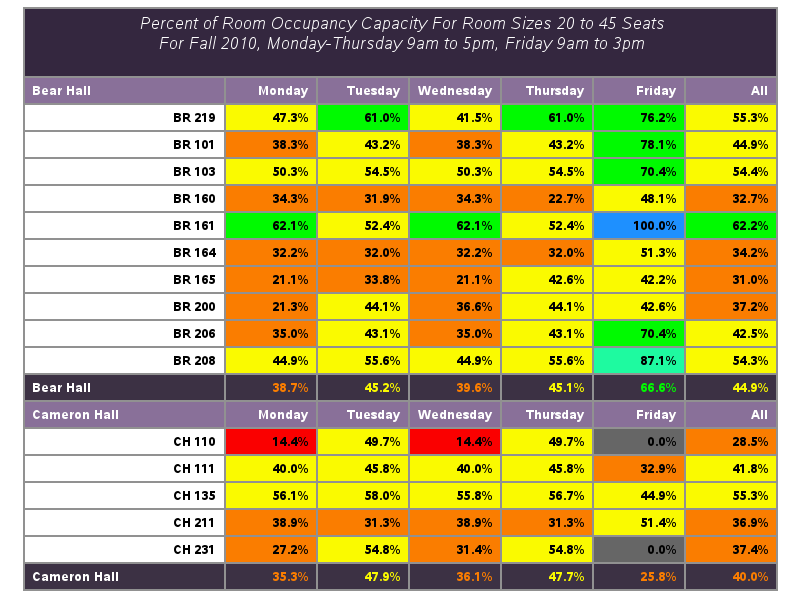 Percent of Room Occupancy Capacity For Room Sizes 20 to 45 Seats
For Fall 2010, Monday-Thursday 9am to 5pm, Friday 9am to 3pm
Bear Hall Monday Tuesday Wednesday Thursday Friday All
BR 219 47.3% 61.0% 41.5% 61.0% 76.2% 55.3%
BR 101 38.3% 43.2% 38.3% 43.2% 78.1% 44.9%
BR 103 50.3% 54.5% 50.3% 54.5% 70.4% 54.4%
BR 160 34.3% 31.9% 34.3% 22.7% 48.1% 32.7%
BR 161 62.1% 52.4% 62.1% 52.4% 100.0% 62.2%
BR 164 32.2% 32.0% 32.2% 32.0% 51.3% 34.2%
BR 165 21.1% 33.8% 21.1% 42.6% 42.2% 31.0%
BR 200 21.3% 44.1% 36.6% 44.1% 42.6% 37.2%
BR 206 35.0% 43.1% 35.0% 43.1% 70.4% 42.5%
BR 208 44.9% 55.6% 44.9% 55.6% 87.1% 54.3%
Bear Hall 38.7% 45.2% 39.6% 45.1% 66.6% 44.9%
Cameron Hall Monday Tuesday Wednesday Thursday Friday All
CH 110 14.4% 49.7% 14.4% 49.7% 0.0% 28.5%
CH 111 40.0% 45.8% 40.0% 45.8% 32.9% 41.8%
CH 135 56.1% 58.0% 55.8% 56.7% 44.9% 55.3%
CH 211 38.9% 31.3% 38.9% 31.3% 51.4% 36.9%
CH 231 27.2% 54.8% 31.4% 54.8% 0.0% 37.4%
Cameron Hall 35.3% 47.9% 36.1% 47.7% 25.8% 40.0%